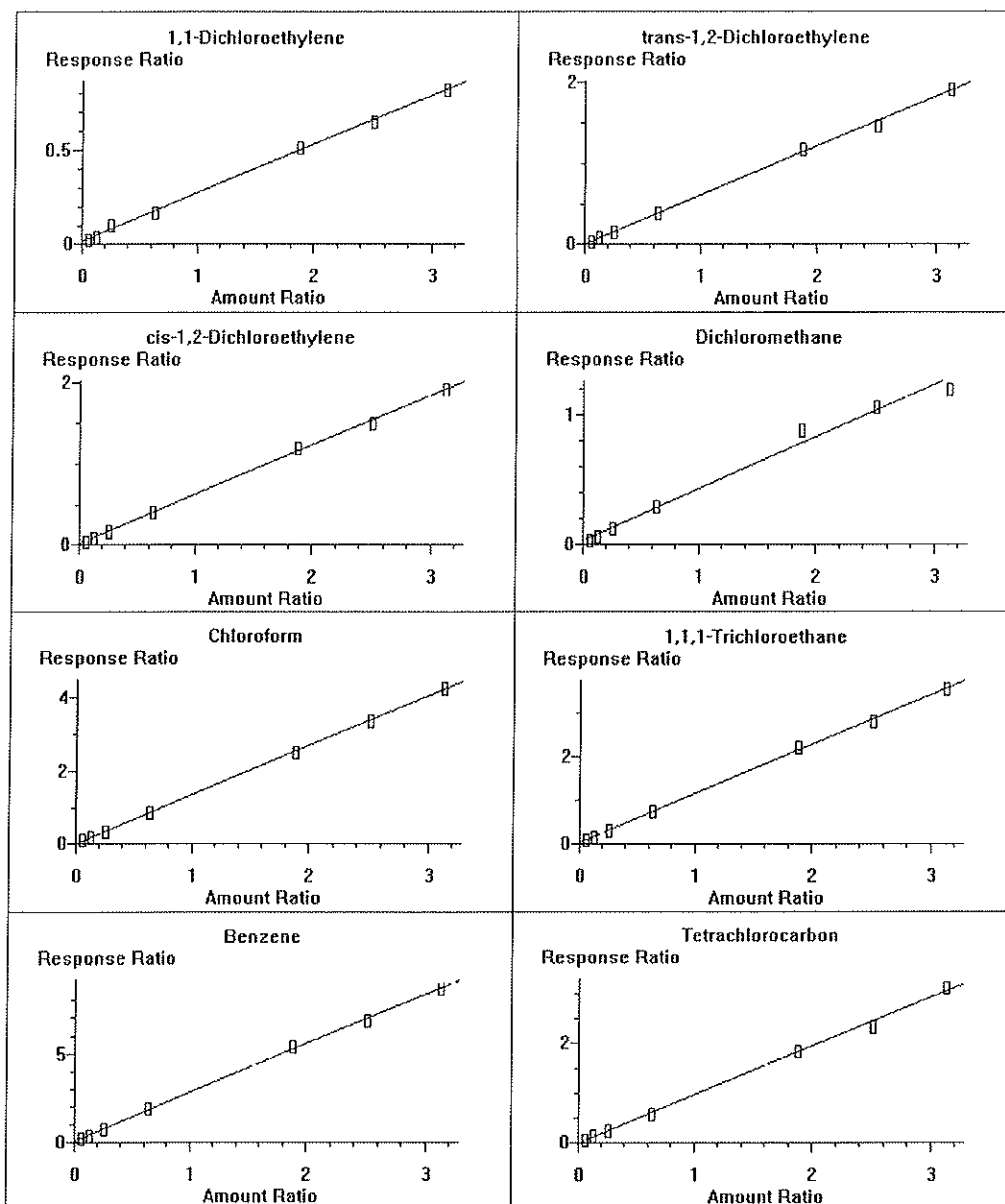 1,1-Dichloroethylene
Response Ratio
0.5
0
0 1 2 3
Amount Ratio
trans-1,2-Dichloroethylene
Response Ratio
2
0
0 1 2 3
Amount Ratio
cis-1,2-Dichloroethylene
Response Ratio
2
0
0 1 2 3
Amount Ratio
Dichloromethane
Response Ratio
1
0
0 1 2 3
Amount Ratio
Chloroform
Response Ratio
4
2
0
0 1 2 3
Amount Ratio
1,1,1-Trichloroethane
Response Ratio
2
0
0 1 2 3
Amount Ratio
Benzene
Response Ratio
5
0
0 1 2 3
Amount Ratio
Tetrachlorocarbon
Response Ratio
2
0
0 1 2 3
Amount Ratio